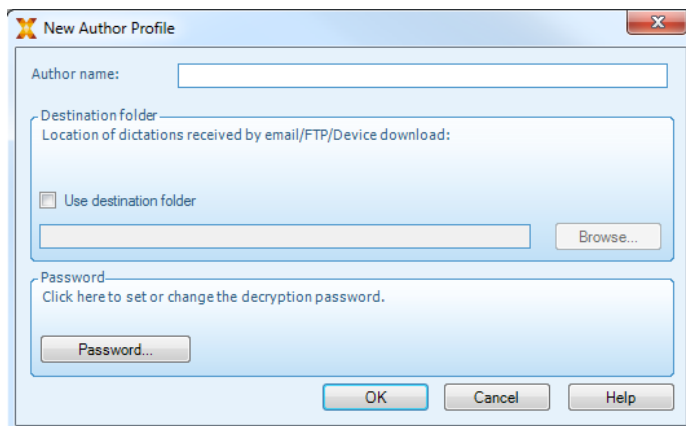 New Author Profile
Author name:
Destination folder
Location of dictations received by email/FTP/Device download:
Use destination folder
Browse...
Password
Click here to set or change the decryption password.
Password...
OK Cancel Help